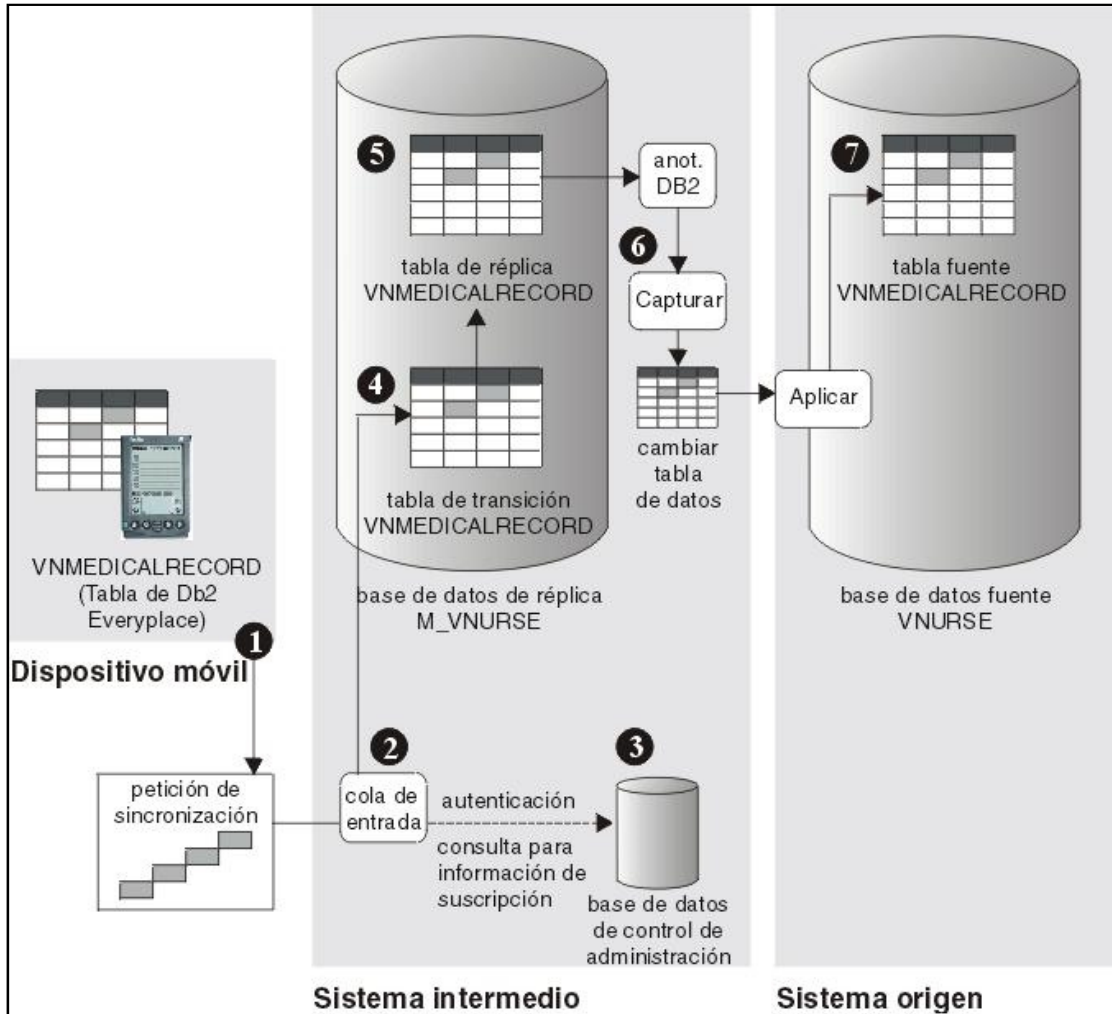 5
tabla de réplica
VNMEDICALRECORD
4
tabla de transición
VNMEDICALRECORD
base de datos de réplica
M_VNURSE
anot.
DB2
6
Capturar
cambiar
tabla
de datos
Aplicar
7
tabla fuente
VNMEDICALRECORD
base de datos fuente
VNURSE
VNMEDICALRECORD
(Tabla de Db2
Everyplace)
Dispositivo móvil
1
petición de
sincronización
2
cola de
entrada
autenticación
consulta para
información de
suscripción
3
base de datos
de control de
administración
Sistema intermedio
Sistema origen